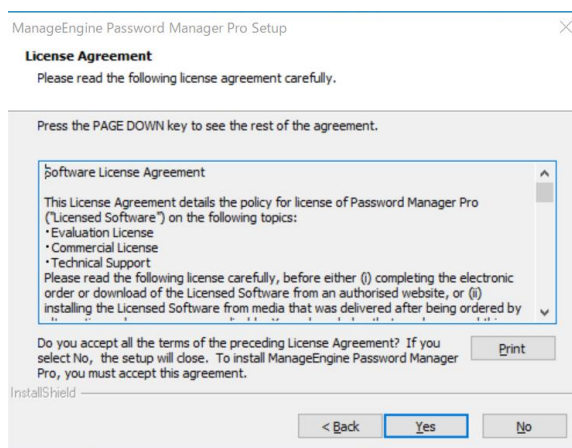 ManageEngine Password Manager Pro Setup
License Agreement
Please read the following license agreement carefully.
Press the PAGE DOWN key to see the rest of the agreement.
Software License Agreement
This License Agreement details the policy for license of Password Manager Pro
("Licensed Software") on the following topics:
• Evaluation License
• Commercial License
• Technical Support
Please read the following license carefully, before either (i) completing the electronic
order or download of the Licensed Software from an authorised website, or (ii)
installing the Licensed Software from media that was delivered after being ordered by
Do you accept all the terms of the preceding License Agreement? If you
select No, the setup will close. To install ManageEngine Password Manager
Pro, you must accept this agreement.
Print
InstallShield
< Back
Yes
No